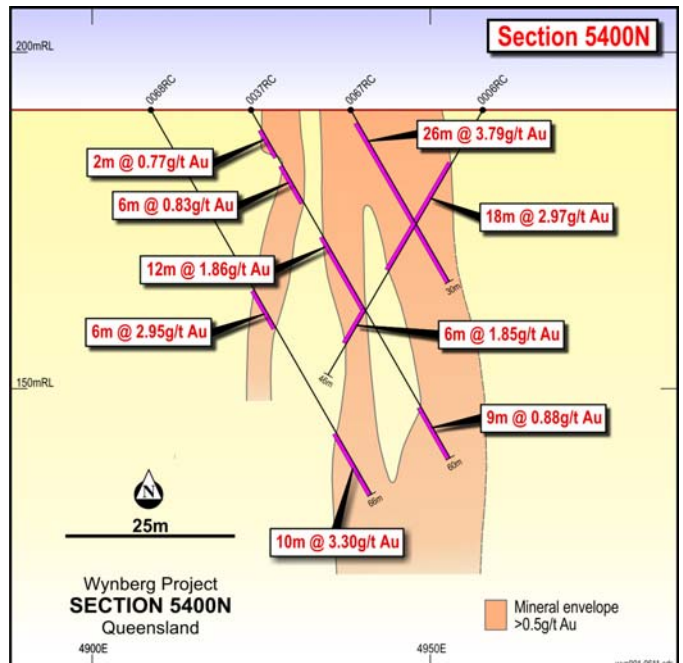 Section 5400N
200mRL
0068RC
0037RC
0067RC
0006RC
26m @ 3.79g/t Au
2m @ 0.77g/t Au
6m @ 0.83g/t Au
18m @ 2.97g/t Au
12m @ 1.86g/t Au
30m
6m @ 2.95g/t Au
6m @ 1.85g/t Au
46m
150mRL
9m @ 0.88g/t Au
60m
N
66m
25m
10m @ 3.30g/t Au
Wynberg Project
SECTION 5400N
Queensland
Mineral envelope
>0.5g/t Au
4900E
4950E